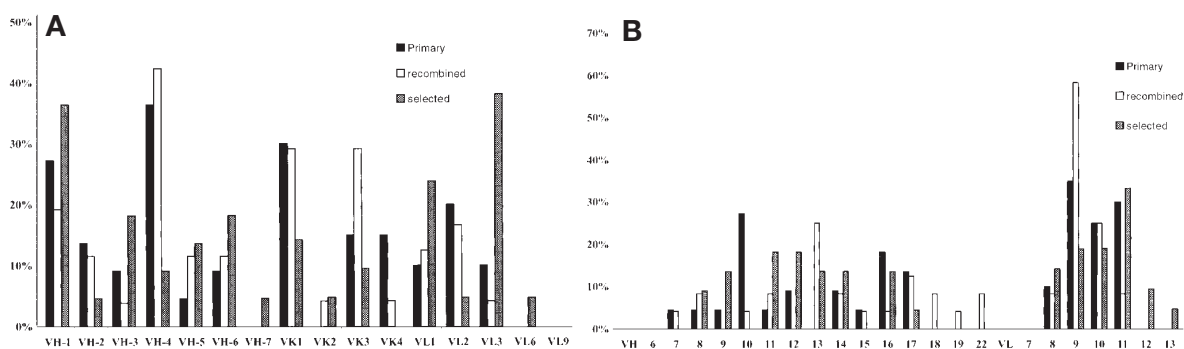 A
50%
40%
30%
20%
10%
0%
Primary
recombined
selected
VH-1 VH-2 VH-3 VH-4 VH-5 VH-6 VH-7 VK1 VK2 VK3 VK4 VL1 VL2 VL3 VL6 VL9
B
70%
60%
50%
40%
30%
20%
10%
0%
Primary
recombined
selected
VH 6 7 8 9 10 11 12 13 14 15 16 17 18 19 22 VL 7 8 9 10 11 12 13